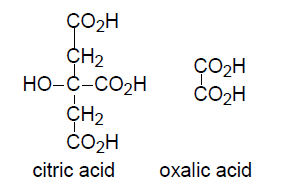 CO2H
CH2
HO-C-CO2H
CH2
CO2H
citric acid
CO2H
CO2H
oxalic acid